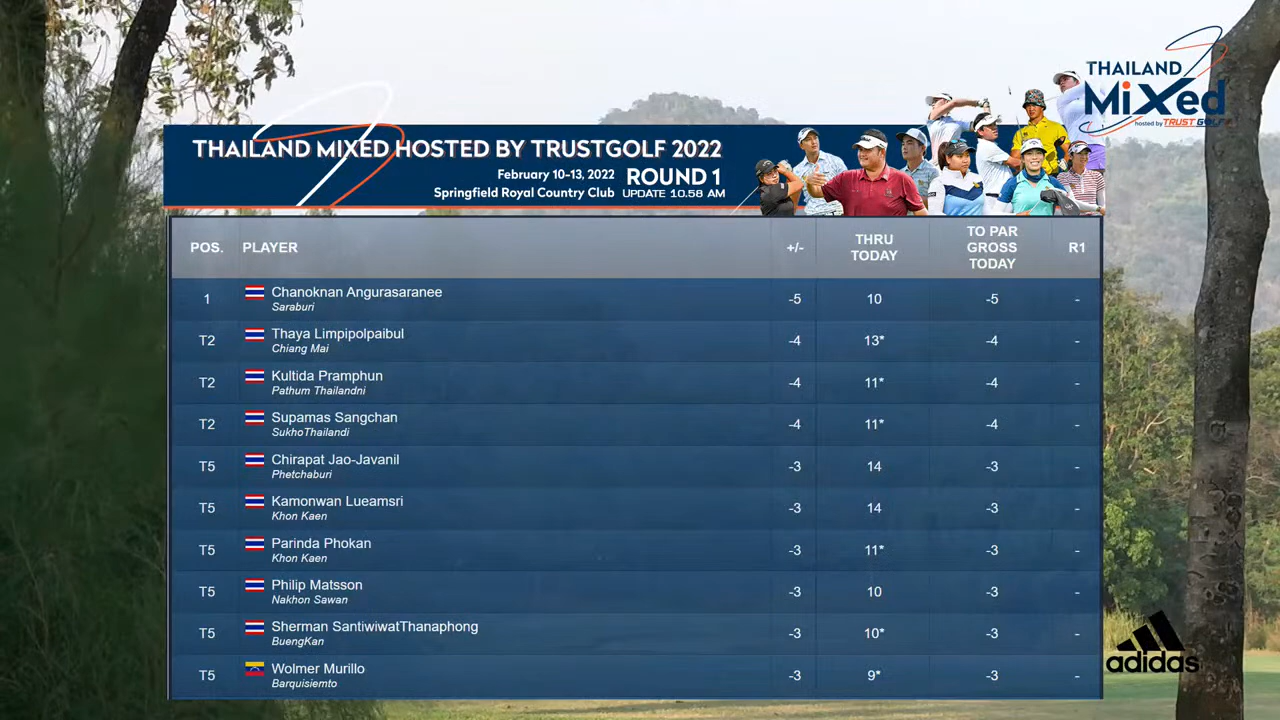 THAILAND
MiXed
hosted by TRUST GOLF
THAILAND MIXED HOSTED BY TRUSTGOLF 2022
February 10-13, 2022 ROUND 1
Springfield Royal Country Club UPDATE 10.58 AM
POS. PLAYER +/- THRU TODAY TO PAR GROSS TODAY R1
1 Chanoknan Angurasaranee -5 10 -5 -
Saraburi
T2 Thaya Limpipolpaibul -4 13* -4 -
Chiang Mai
T2 Kultida Pramphun -4 11* -4 -
Pathum Thailandni
T2 Supamas Sangchan -4 11* -4 -
SukhoThailandi
T5 Chirapat Jao-Javanil -3 14 -3 -
Phetchaburi
T5 Kamonwan Lueamsri -3 14 -3 -
Khon Kaen
T5 Parinda Phokan -3 11* -3 -
Khon Kaen
T5 Philip Matsson -3 10 -3 -
Nakhon Sawan
T5 Sherman SantiwiwatThanaphong -3 10* -3 -
BuengKan
T5 Wolmer Murillo -3 9* -3 -
Barquisiemto
adidas